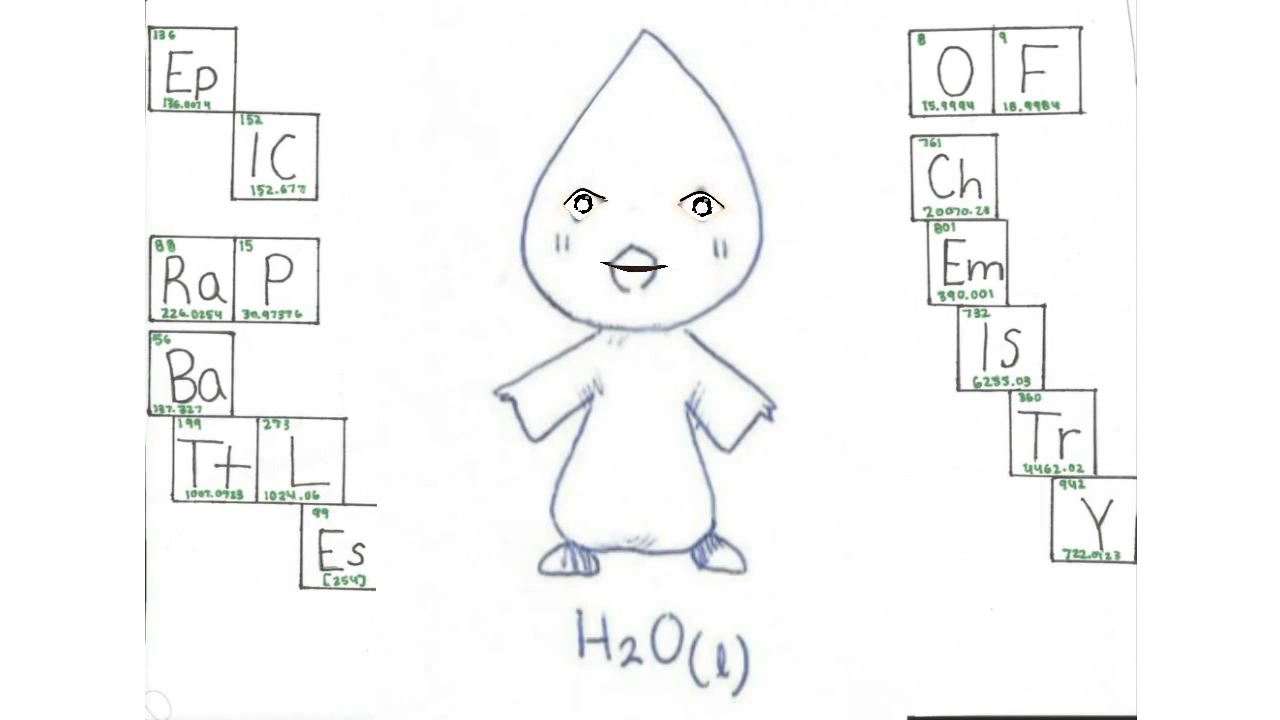 136
Ep
136.0074
152
IC
152.677
88 15
Ra P
226.0254 30.97376
56
Ba
137.327
199 273
Tt L
1007.0723 1024.06
99
Es
[254]
H2O(l)
8 9
O F
15.9994 18.9984
761
Ch
20070.28
801
Em
890.001
732
Is
6285.03
360
Tr
4462.02
942
Y
722.0123